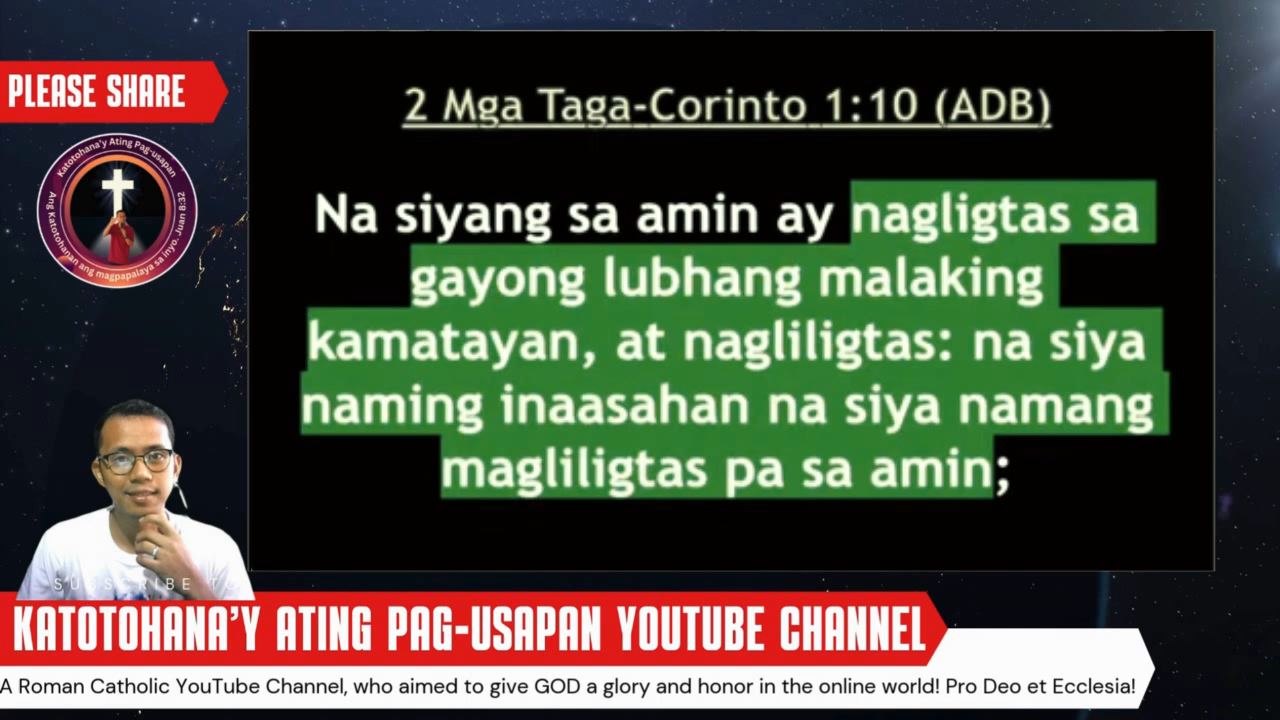 PLEASE SHARE
Katotohana'y Ating Pag-usapan
Ang Katotohanan ang magpapalaya sa inyo. Juan 8:32
2 Mga Taga-Corinto 1:10 (ADB)
Na siyang sa amin ay nagligtas sa
gayong lubhang malaking
kamatayan, at nagliligtas: na siya
naming inaasahan na siya namang
magliligtas pa sa amin;
SUBSCRIBE TO
KATOTOHANA'Y ATING PAG-USAPAN YOUTUBE CHANNEL
A Roman Catholic YouTube Channel, who aimed to give GOD a glory and honor in the online world! Pro Deo et Ecclesia!